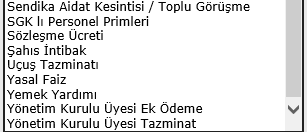 Sendika Aidat Kesintisi / Toplu Görüşme
SGK lı Personel Primleri
Sözleşme Ücreti
Şahıs İntibak
Uçuş Tazminatı
Yasal Faiz
Yemek Yardımı
Yönetim Kurulu Üyesi Ek Ödeme
Yönetim Kurulu Üyesi Tazminat